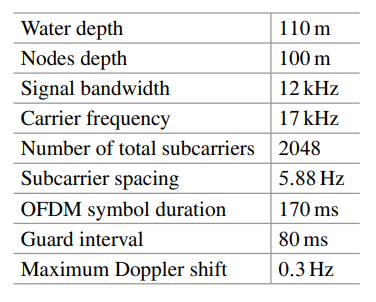 Water depth 110 m
Nodes depth 100 m
Signal bandwidth 12 kHz
Carrier frequency 17 kHz
Number of total subcarriers 2048
Subcarrier spacing 5.88 Hz
OFDM symbol duration 170 ms
Guard interval 80 ms
Maximum Doppler shift 0.3 Hz